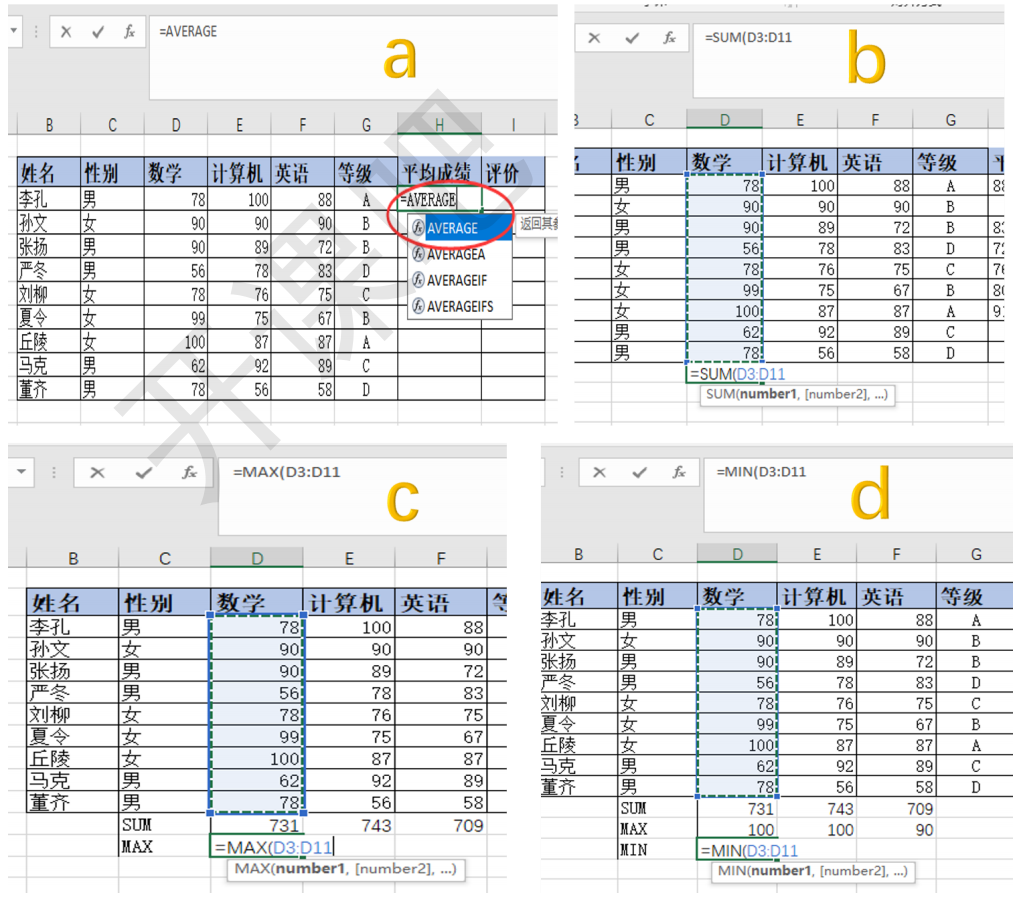 =AVERAGE
a
B C D E F G H I
姓名 性别 数学 计算机 英语 等级 平均成绩 评价
李孔 男 78 100 88 A =AVERAGE
孙文 女 90 90 90 B AVERAGE
张扬 男 90 89 72 B AVERAGEA
严冬 男 56 78 83 D AVERAGEIF
刘柳 女 78 76 75 C AVERAGEIFS
夏令 女 99 75 67 B
丘陵 女 100 87 87 A
马克 男 62 92 89 C
董齐 男 78 56 58 D
=SUM(D3:D11
b
C D E F G
性别 数学 计算机 英语 等级
男 78 100 88 A
女 90 90 90 B
男 90 89 72 B
男 56 78 83 D
女 78 76 75 C
女 99 75 67 B
女 100 87 87 A
男 62 92 89 C
男 78 56 58 D
=SUM(D3:D11
SUM(number1, [number2], ...)
=MAX(D3:D11
c
B C D E F
姓名 性别 数学 计算机 英语
李孔 男 78 100 88
孙文 女 90 90 90
张扬 男 90 89 72
严冬 男 56 78 83
刘柳 女 78 76 75
夏令 女 99 75 67
丘陵 女 100 87 87
马克 男 62 92 89
董齐 男 78 56 58
SUM 731 743 709
MAX =MAX(D3:D11
MAX(number1, [number2], ...)
=MIN(D3:D11
d
B C D E F G
姓名 性别 数学 计算机 英语 等级
李孔 男 78 100 88 A
孙文 女 90 90 90 B
张扬 男 90 89 72 B
严冬 男 56 78 83 D
刘柳 女 78 76 75 C
夏令 女 99 75 67 B
丘陵 女 100 87 87 A
马克 男 62 92 89 C
董齐 男 78 56 58 D
SUM 731 743 709
MAX 100 100 90
MIN =MIN(D3:D11
MIN(number1, [number2], ...)
开课吧